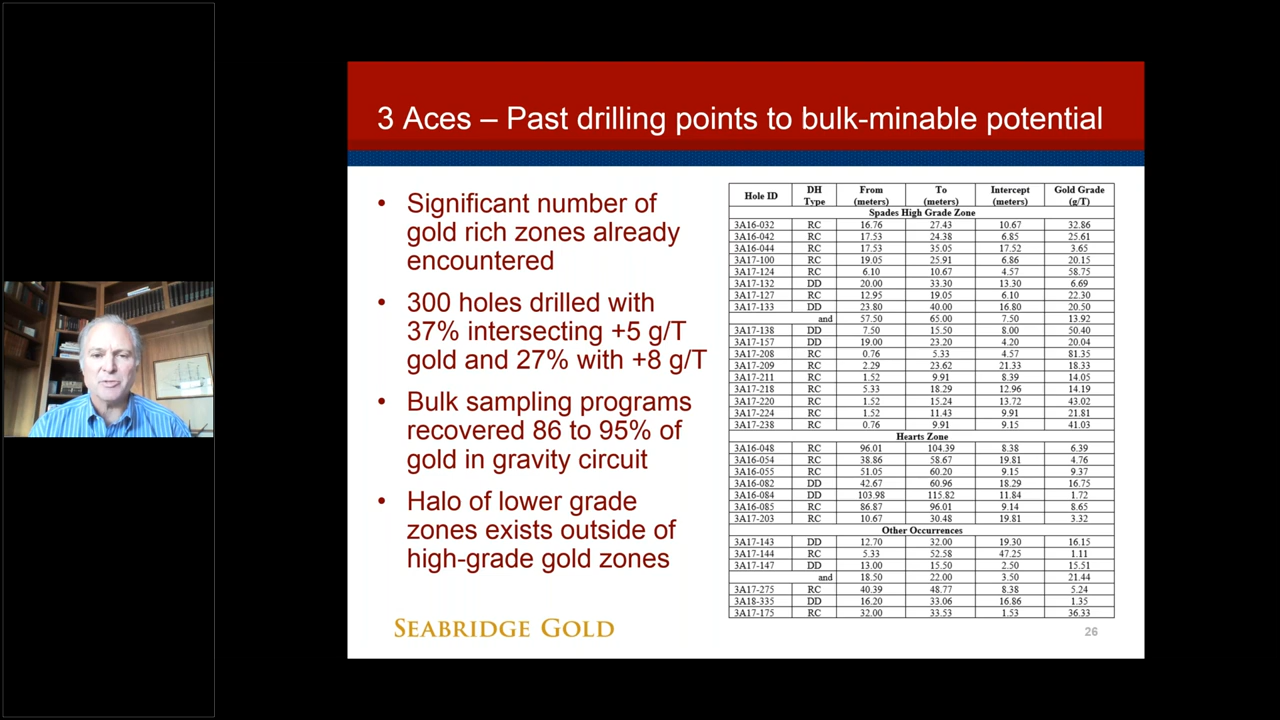 3 Aces – Past drilling points to bulk-minable potential
• Significant number of
gold rich zones already
encountered
• 300 holes drilled with
37% intersecting +5 g/T
gold and 27% with +8 g/T
• Bulk sampling programs
recovered 86 to 95% of
gold in gravity circuit
• Halo of lower grade
zones exists outside of
high-grade gold zones
SEABRIDGE GOLD
Hole ID DH Type From (meters) To (meters) Intercept (meters) Gold Grade (g/T)
Spades High Grade Zone
3A16-032 RC 16.76 27.43 10.67 32.86
3A16-042 RC 17.53 24.38 6.85 25.61
3A16-044 RC 17.53 35.05 17.52 3.65
3A17-100 RC 19.05 25.91 6.86 20.15
3A17-124 RC 6.10 10.67 4.57 58.75
3A17-132 DD 20.00 33.30 13.30 6.69
3A17-127 RC 12.95 19.05 6.10 22.30
3A17-133 DD 23.80 40.00 16.80 20.50
and 57.50 65.00 7.50 13.92
3A17-138 DD 7.50 15.50 8.00 50.40
3A17-157 DD 19.00 23.20 4.20 20.04
3A17-208 RC 0.76 5.33 4.57 81.35
3A17-209 RC 2.29 23.62 21.33 18.33
3A17-211 RC 1.52 9.91 8.39 14.05
3A17-218 RC 5.33 18.29 12.96 14.19
3A17-220 RC 1.52 15.24 13.72 43.02
3A17-224 RC 1.52 11.43 9.91 21.81
3A17-238 RC 0.76 9.91 9.15 41.03
Hearts Zone
3A16-048 RC 96.01 104.39 8.38 6.39
3A16-054 RC 38.86 58.67 19.81 4.76
3A16-055 RC 51.05 60.20 9.15 9.37
3A16-082 DD 42.67 60.96 18.29 16.75
3A16-084 DD 103.98 115.82 11.84 1.72
3A16-085 RC 86.87 96.01 9.14 8.65
3A17-203 RC 10.67 30.48 19.81 3.32
Other Occurrences
3A17-143 DD 12.70 32.00 19.30 16.15
3A17-144 RC 5.33 52.58 47.25 1.11
3A17-147 DD 13.00 15.50 2.50 15.51
and 18.50 22.00 3.50 21.44
3A17-275 RC 40.39 48.77 8.38 5.24
3A18-335 DD 16.20 33.06 16.86 1.35
3A17-175 RC 32.00 33.53 1.53 36.33
26